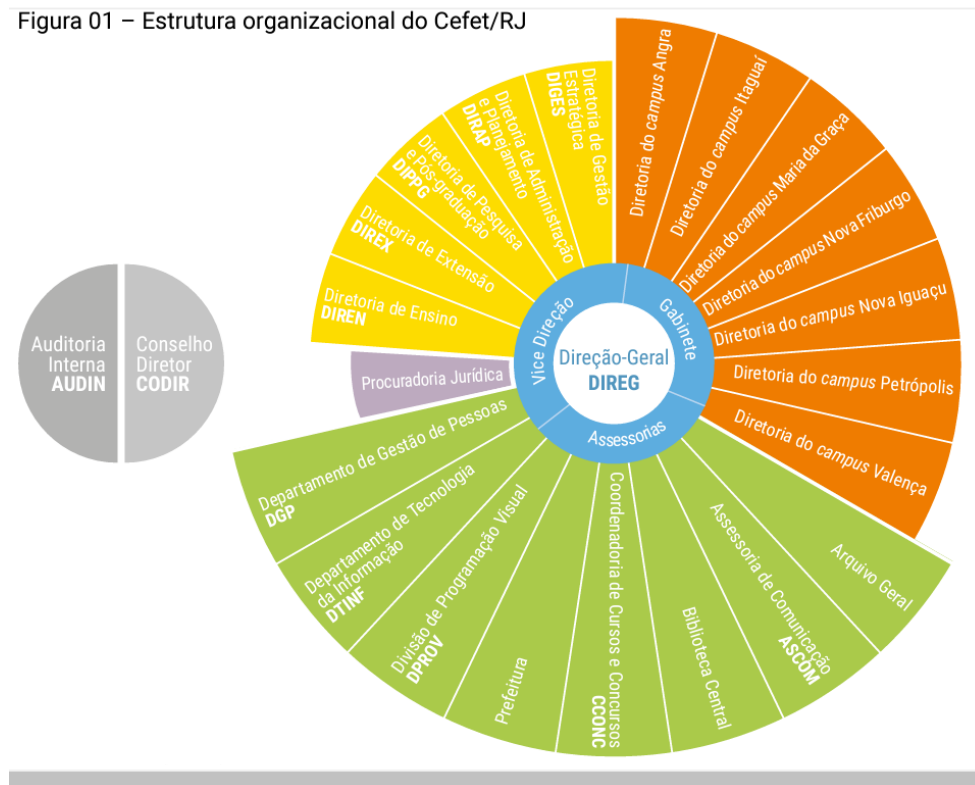 Figura 01 – Estrutura organizacional do Cefet/RJ
Auditoria
Interna
AUDIN
Conselho
Diretor
CODIR
Direção-Geral
DIREG
Vice Direção
Gabinete
Assessorias
Diretoria de Ensino
DIREN
Diretoria de Extensão
DIREX
Diretoria de Pesquisa
e Pós-graduação
DIPPG
Diretoria de Administração
e Planejamento
DIRAP
Diretoria de Gestão
Estratégica
DIGES
Diretoria do campus Angra
Diretoria do campus Itaguaí
Diretoria do campus Maria da Graça
Diretoria do campus Nova Friburgo
Diretoria do campus Nova Iguaçu
Diretoria do campus Petrópolis
Diretoria do campus Valença
Arquivo Geral
Assessoria de Comunicação
ASCOM
Biblioteca Central
Coordenadoria de Cursos e Concursos
CCONC
Prefeitura
Divisão de Programação Visual
DPROV
Departamento de Tecnologia
da Informação
DTINF
Departamento de Gestão de Pessoas
DGP
Procuradoria Jurídica